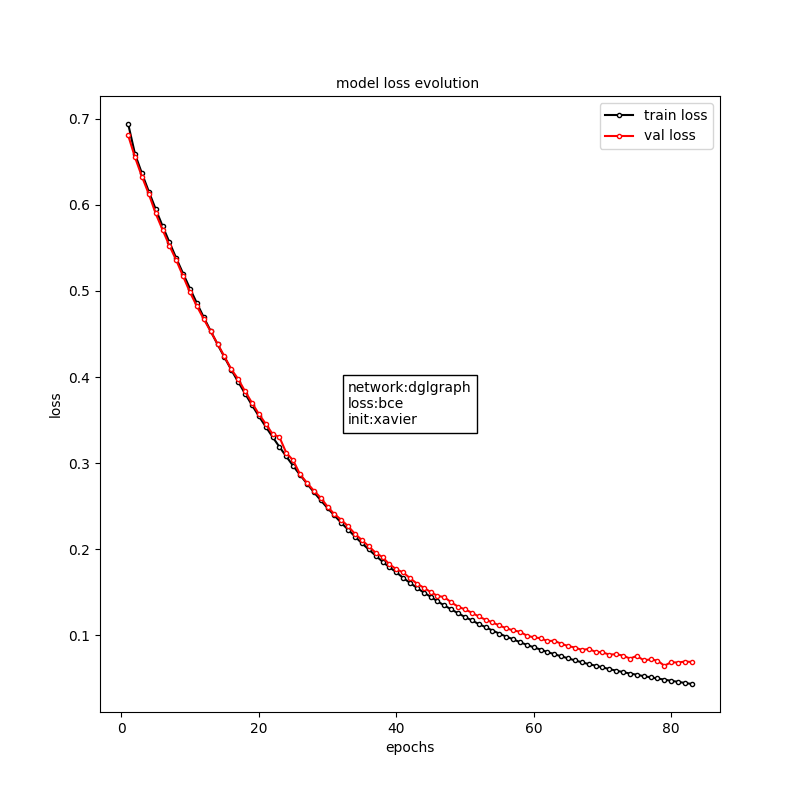 model loss evolution
train loss
val loss
0.7
0.6
0.5
0.4
0.3
0.2
0.1
loss
network:dglgraph
loss:bce
init:xavier
0
20
40
60
80
epochs